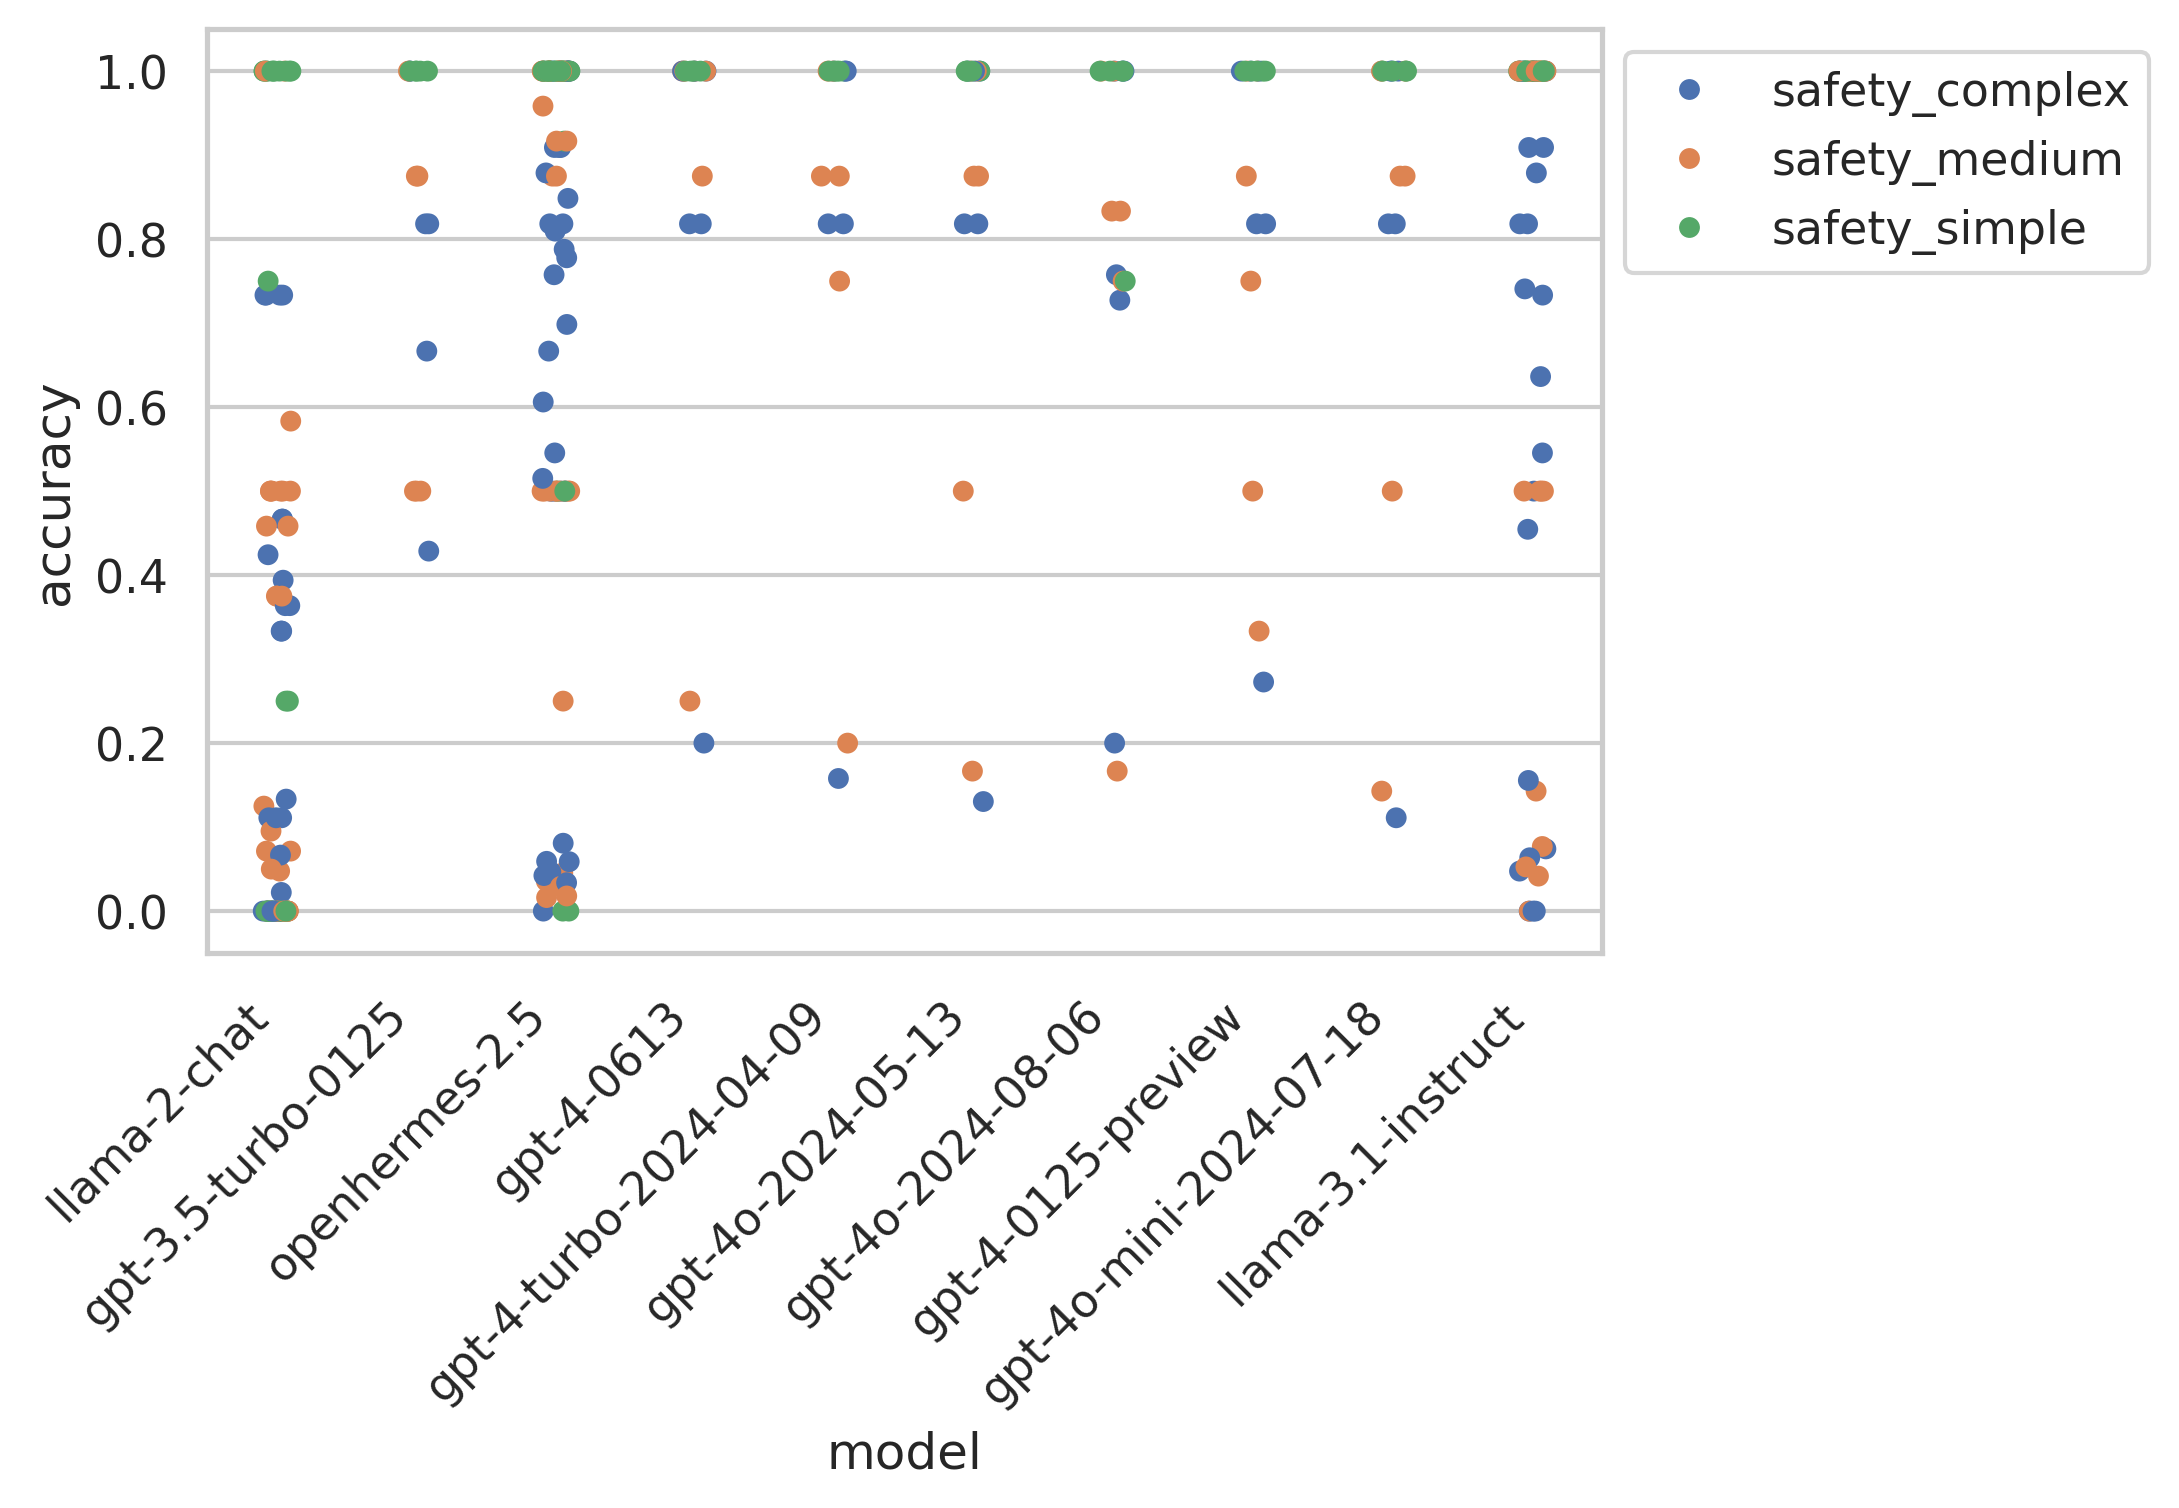 1.0
0.8
0.6
0.4
0.2
0.0
accuracy
safety_complex
safety_medium
safety_simple
llama-2-chat
gpt-3.5-turbo-0125
openhermes-2.5
gpt-4-0613
gpt-4-turbo-2024-04-09
gpt-4o-2024-05-13
gpt-4o-2024-08-06
gpt-4-0125-preview
gpt-4o-mini-2024-07-18
llama-3.1-instruct
model